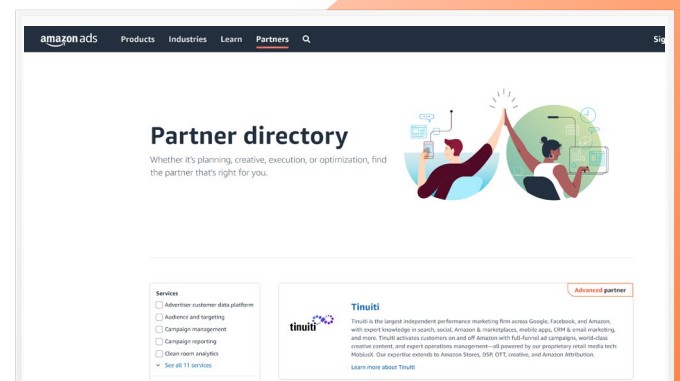 amazon ads Products Industries Learn Partners
Partner directory
Whether it's planning, creative, execution, or optimization, find
the partner that's right for you.
Services
Advertiser customer data platform
Audience and targeting
Campaign management
Campaign reporting
Clean room analytics
See all 11 services
Advanced partner
tinuiti
Tinuiti
Tinuiti is the largest independent performance marketing firm across Google, Facebook, and Amazon,
with expert knowledge in search, social, Amazon & marketplaces, mobile apps, CRM & email marketing,
and more. Tinuiti activates customers on and off Amazon with full-funnel ad campaigns, world-class
creative content, and expert operations management—all powered by our proprietary retail media tech:
MobiusX. Our expertise extends to Amazon Stores, DSP, OTT, creative, and Amazon Attribution.
Learn more about Tinuiti